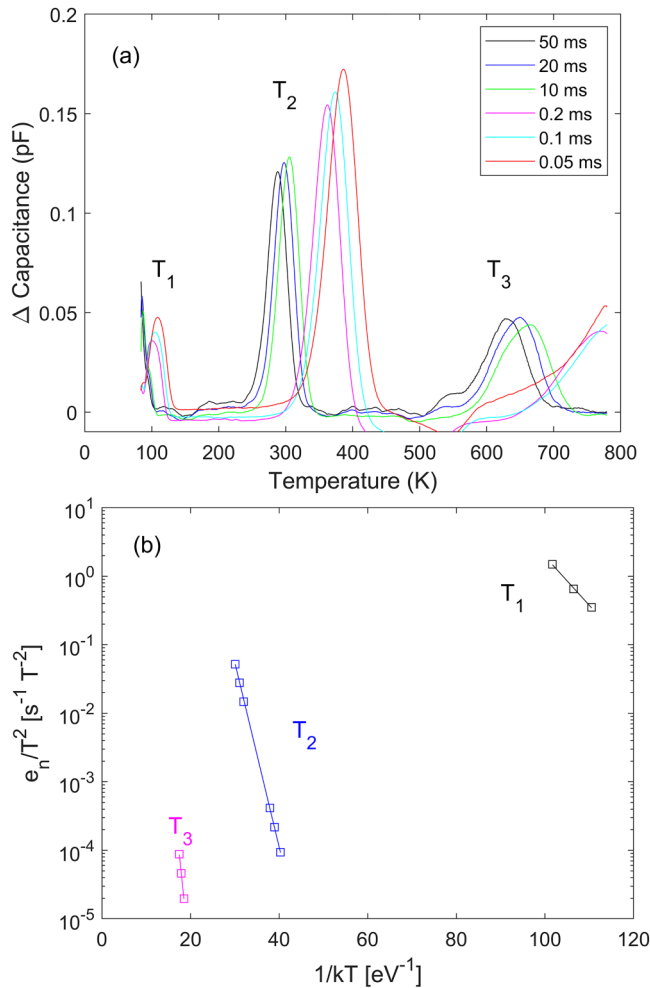 (a)
T1
T2
T3
50 ms
20 ms
10 ms
0.2 ms
0.1 ms
0.05 ms
Δ Capacitance (pF)
0.2
0.15
0.1
0.05
0
0 100 200 300 400 500 600 700 800
Temperature (K)
(b)
T1
T2
T3
e_n/T^2 [s^-1 T^-2]
10^1
10^0
10^-1
10^-2
10^-3
10^-4
10^-5
0 20 40 60 80 100 120
1/kT [eV^-1]